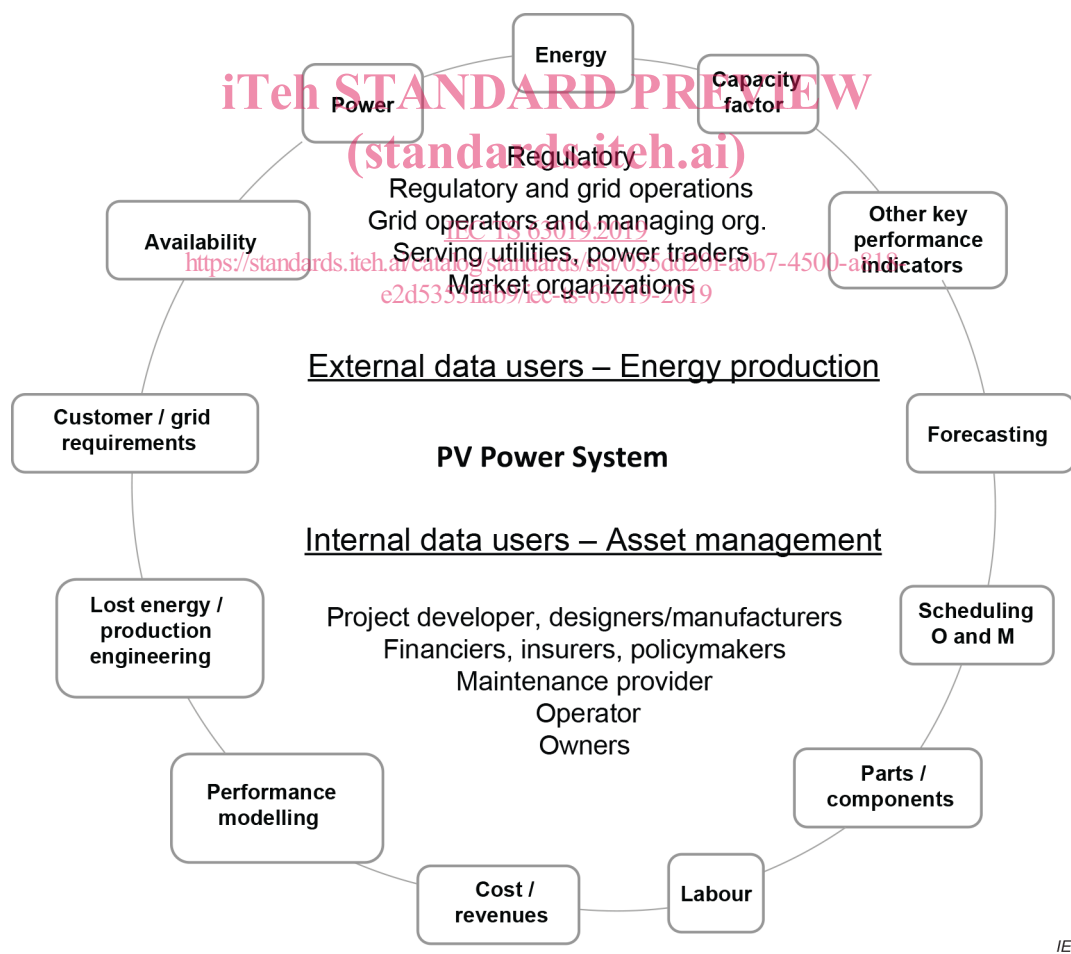 Energy
Capacity
factor
Power
iTeh STANDARD PREVIEW
(standards.iteh.ai)
Regulatory
Regulatory and grid operations
Grid operators and managing org.
IEC TS 63019:2019
Serving utilities, power traders
Market organizations
Availability
Other key
performance
indicators
External data users – Energy production
Customer / grid
requirements
Forecasting
PV Power System
Internal data users – Asset management
Lost energy /
production
engineering
Scheduling
O and M
Project developer, designers/manufacturers
Financiers, insurers, policymakers
Maintenance provider
Operator
Owners
Performance
modelling
Parts /
components
Cost /
revenues
Labour
IE